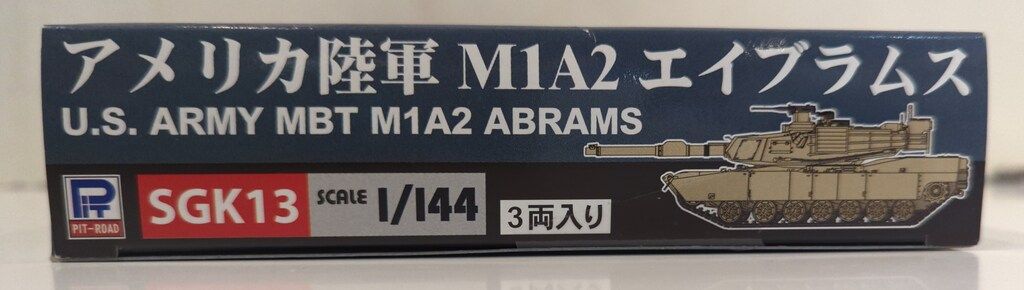 アメリカ陸軍 M1A2 エイブラムス
U.S. ARMY MBT M1A2 ABRAMS
PIT
PIT-ROAD
SGK13
SCALE 1/144
3両入り